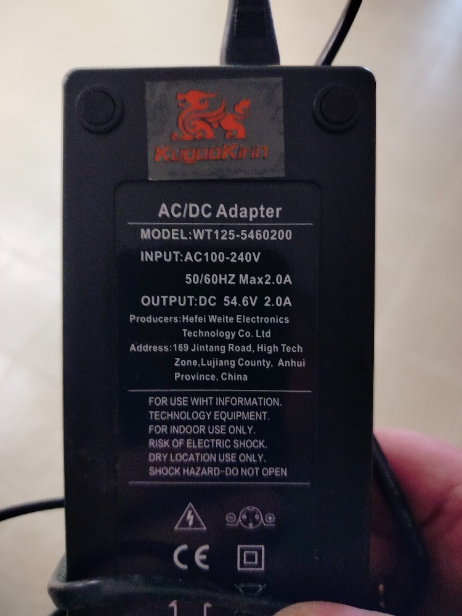 KugooKirin
AC/DC Adapter
MODEL:WT125-5460200
INPUT:AC100-240V
50/60HZ Max2.0A
OUTPUT:DC 54.6V 2.0A
Producers:Hefei Weite Electronics
Technology Co. Ltd
Address:169 Jintang Road, High Tech
Zone,Lujiang County, Anhui
Province, China
FOR USE WIHT INFORMATION.
TECHNOLOGY EQUIPMENT.
FOR INDOOR USE ONLY.
RISK OF ELECTRIC SHOCK.
DRY LOCATION USE ONLY.
SHOCK HAZARD-DO NOT OPEN
CE